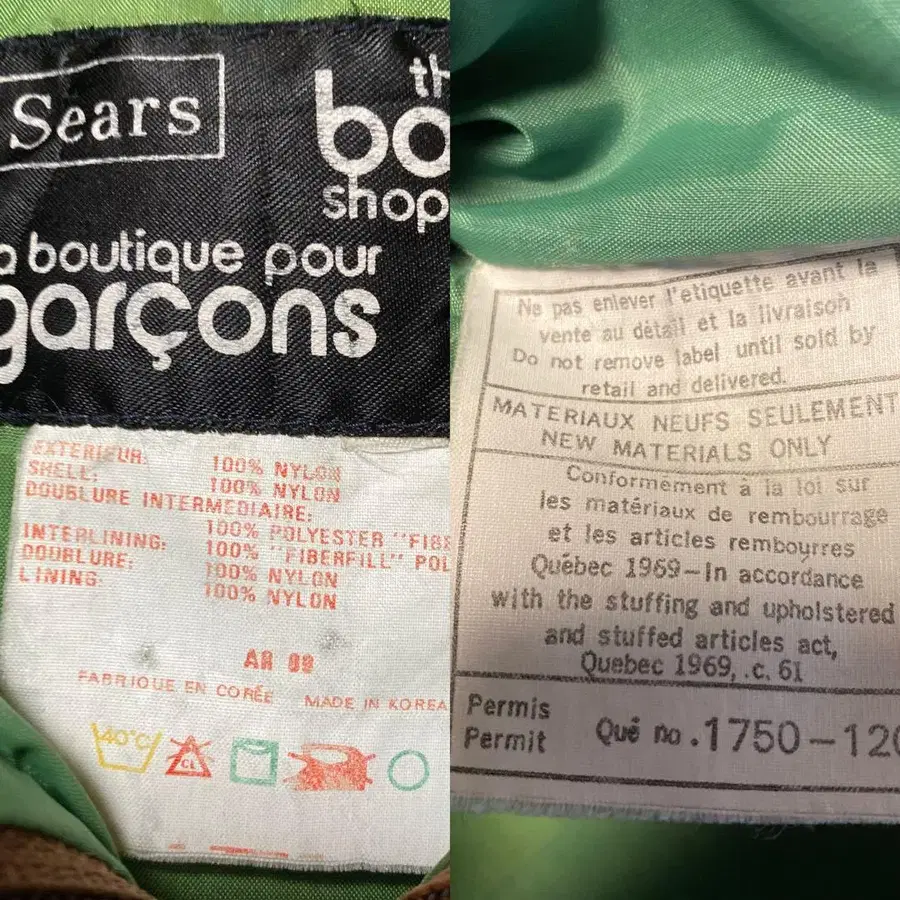 Sears
th
bo
shop
a boutique pour
garçons
EXTERIEUR: 100% NYLON
SHELL: 100% NYLON
DOUBLURE INTERMEDIAIRE:
100% POLYESTER "FIBE
INTERLINING: 100% "FIBERFILL" POL
DOUBLURE: 100% NYLON
LINING: 100% NYLON
AR 09
FABRIQUE EN CORÉE MADE IN KOREA
40°C
CL
Ne pas enlever l'etiquette avant la
vente au détail et la livraison
Do not remove label until sold by
retail and delivered.
MATERIAUX NEUFS SEULEMENT
NEW MATERIALS ONLY
Conformément à la loi sur
les matériaux de rembourrage
et les articles rembourres
Québec 1969-In accordance
with the stuffing and upholstered
and stuffed articles act,
Quebec 1969, .c. 61
Permis
Permit Qué no.1750-120